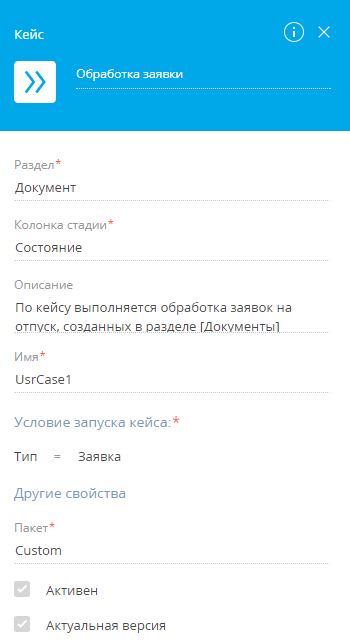 Кейс
Обработка заявки
Раздел*
Документ
Колонка стадии*
Состояние
Описание
По кейсу выполняется обработка заявок на
отпуск, созданных в разделе [Документы]
Имя*
UsrCase1
Условие запуска кейса:*
Тип = Заявка
Другие свойства
Пакет*
Custom
Активен
Актуальная версия